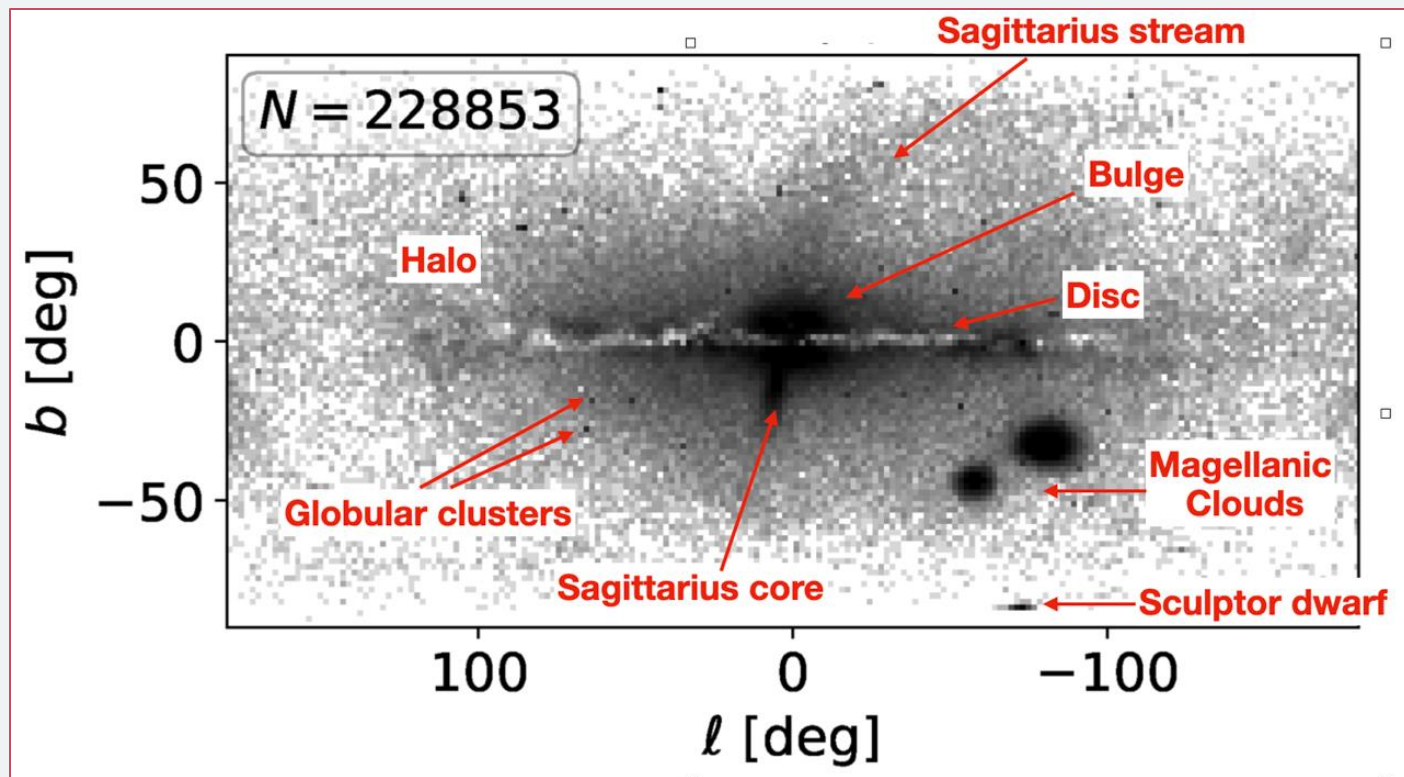 Sagittarius stream
N = 228853
Bulge
50
Halo
Disc
b [deg]
0
Magellanic
Clouds
−50
Globular clusters
Sagittarius core
Sculptor dwarf
100
0
−100
ℓ [deg]